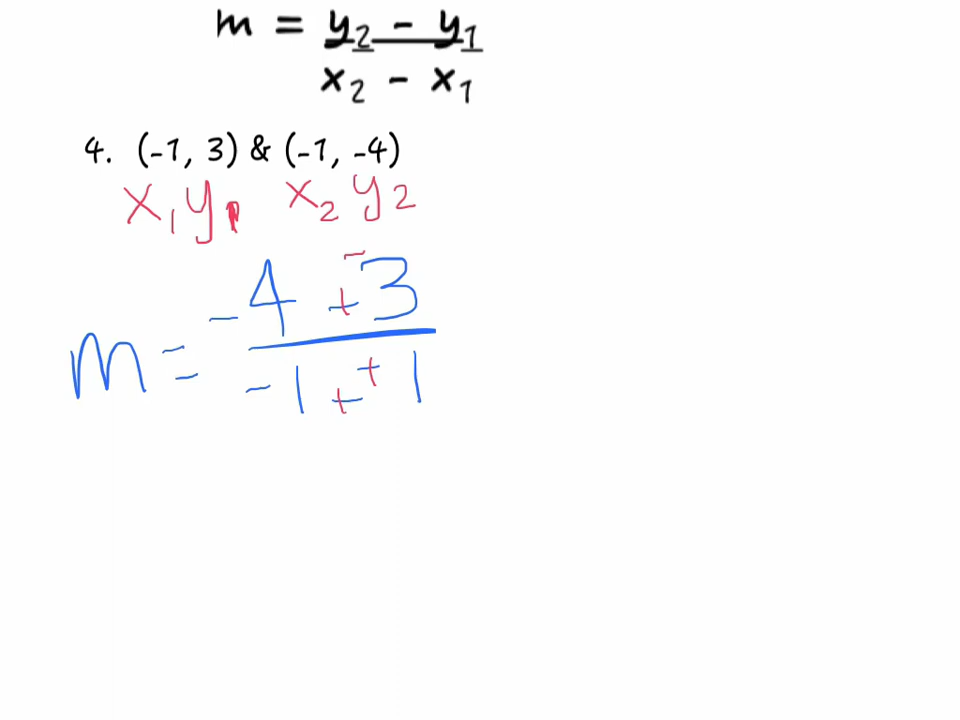 m = y₂ - y₁
x₂ - x₁
4. (-1, 3) & (-1, -4)
x₁ y₁ x₂ y₂
m = -4 + -3
-1 + +1